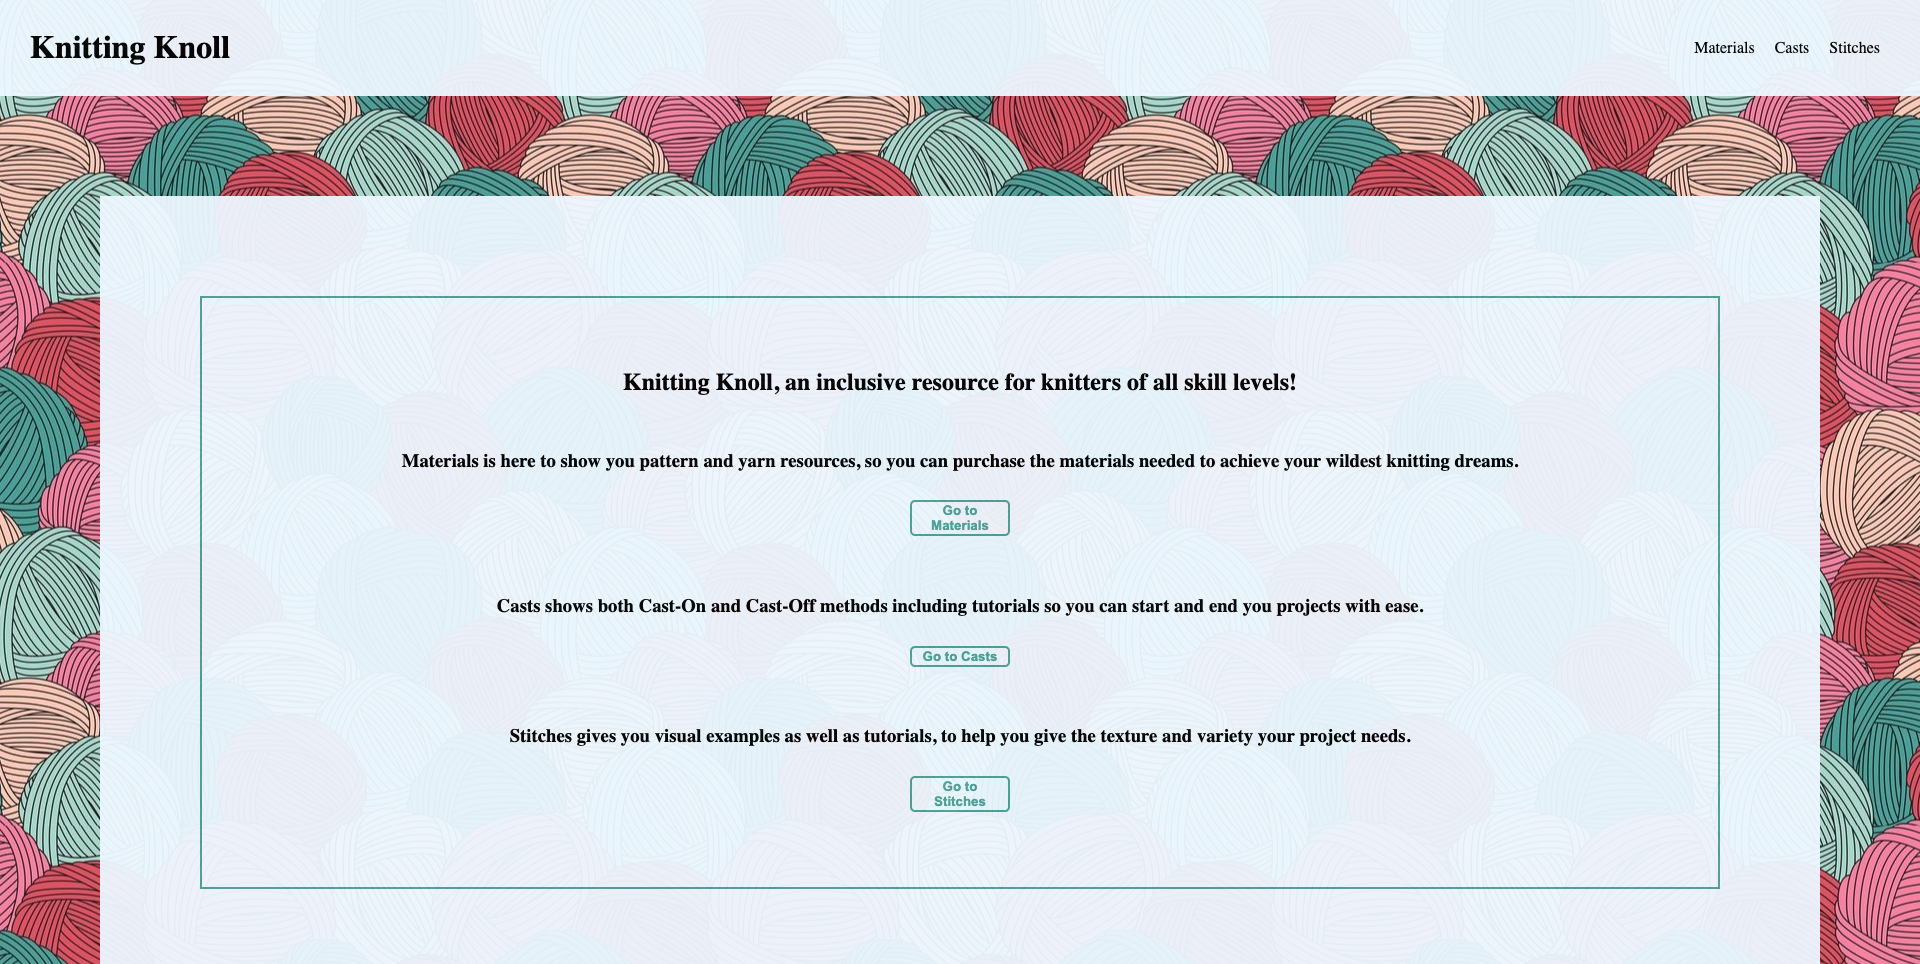 Knitting Knoll
Materials Casts Stitches
Knitting Knoll, an inclusive resource for knitters of all skill levels!
Materials is here to show you pattern and yarn resources, so you can purchase the materials needed to achieve your wildest knitting dreams.
Go to
Materials
Casts shows both Cast-On and Cast-Off methods including tutorials so you can start and end you projects with ease.
Go to Casts
Stitches gives you visual examples as well as tutorials, to help you give the texture and variety your project needs.
Go to
Stitches